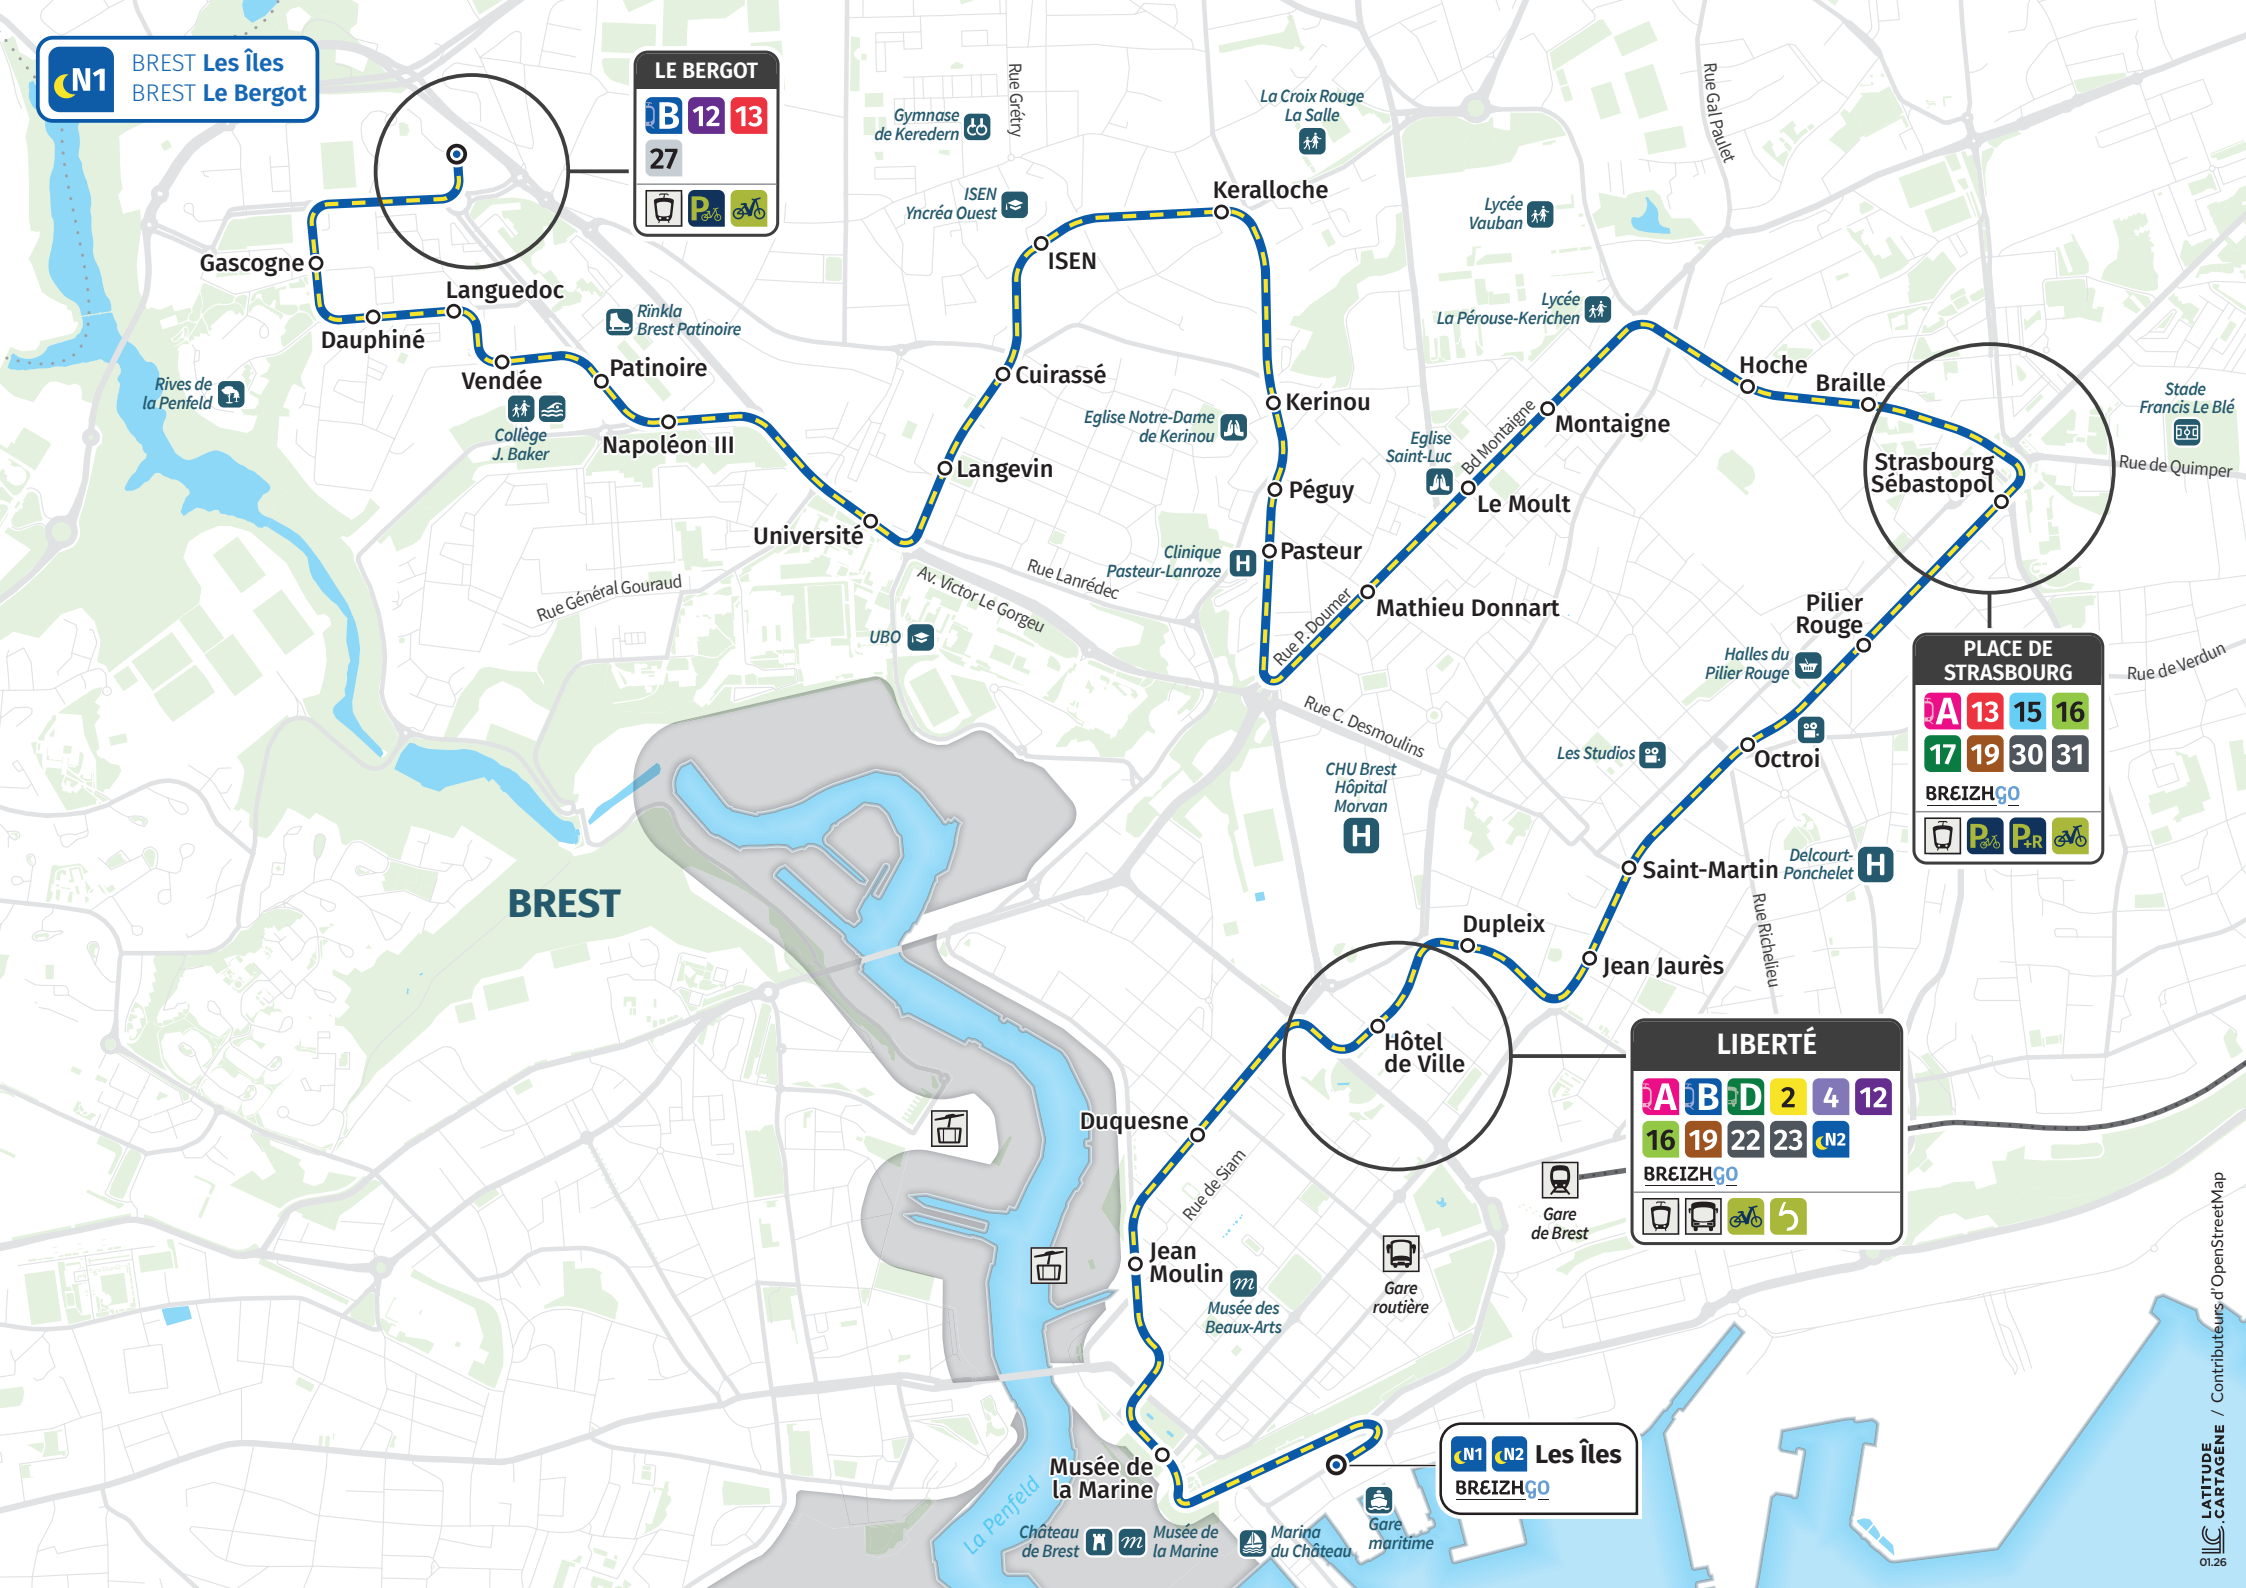 N1
BREST Les Îles
BREST Le Bergot
LE BERGOT
B 12 13
27
P
Gymnase
de Keredern
Rue Grétry
La Croix Rouge
La Salle
Rue Gal Paulet
ISEN
Yncréa Ouest
Keralloche
Lycée
Vauban
ISEN
Gascogne
Languedoc
Dauphiné
Rïnkla
Brest Patinoire
Lycée
La Pérouse-Kerichen
Vendée
Patinoire
Rives de
la Penfeld
Collège
J. Baker
Napoléon III
Cuirassé
Hoche
Braille
Stade
Francis Le Blé
Kerinou
Eglise Notre-Dame
de Kerinou
Eglise
Saint-Luc
Bd Montaigne
Montaigne
Langevin
Strasbourg
Sébastopol
Rue de Quimper
Péguy
Le Moult
Université
Clinique
Pasteur-Lanroze
H
Pasteur
Rue Lanrédec
Av. Victor Le Gorgeu
Rue Général Gouraud
UBO
Rue P. Doumer
Mathieu Donnart
Pilier
Rouge
Halles du
Pilier Rouge
PLACE DE
STRASBOURG
A 13 15 16
17 19 30 31
BREIZHGO
P P+R
Rue de Verdun
Rue C. Desmoulins
Les Studios
Octroi
CHU Brest
Hôpital
Morvan
H
Saint-Martin
Delcourt-
Ponchelet
H
BREST
Rue Richelieu
Dupleix
Jean Jaurès
Hôtel
de Ville
LIBERTÉ
A B D 2 4 12
16 19 22 23 N2
BREIZHGO
Duquesne
Rue de Siam
Gare
de Brest
Jean
Moulin
m
Musée des
Beaux-Arts
Gare
routière
Musée de
la Marine
N1 N2 Les Îles
BREIZHGO
La Penfeld
Château
de Brest
m
Musée de
la Marine
Marina
du Château
Gare
maritime
LATITUDE
CARTAGÈNE / Contributeurs d'OpenStreetMap
LC
01.26